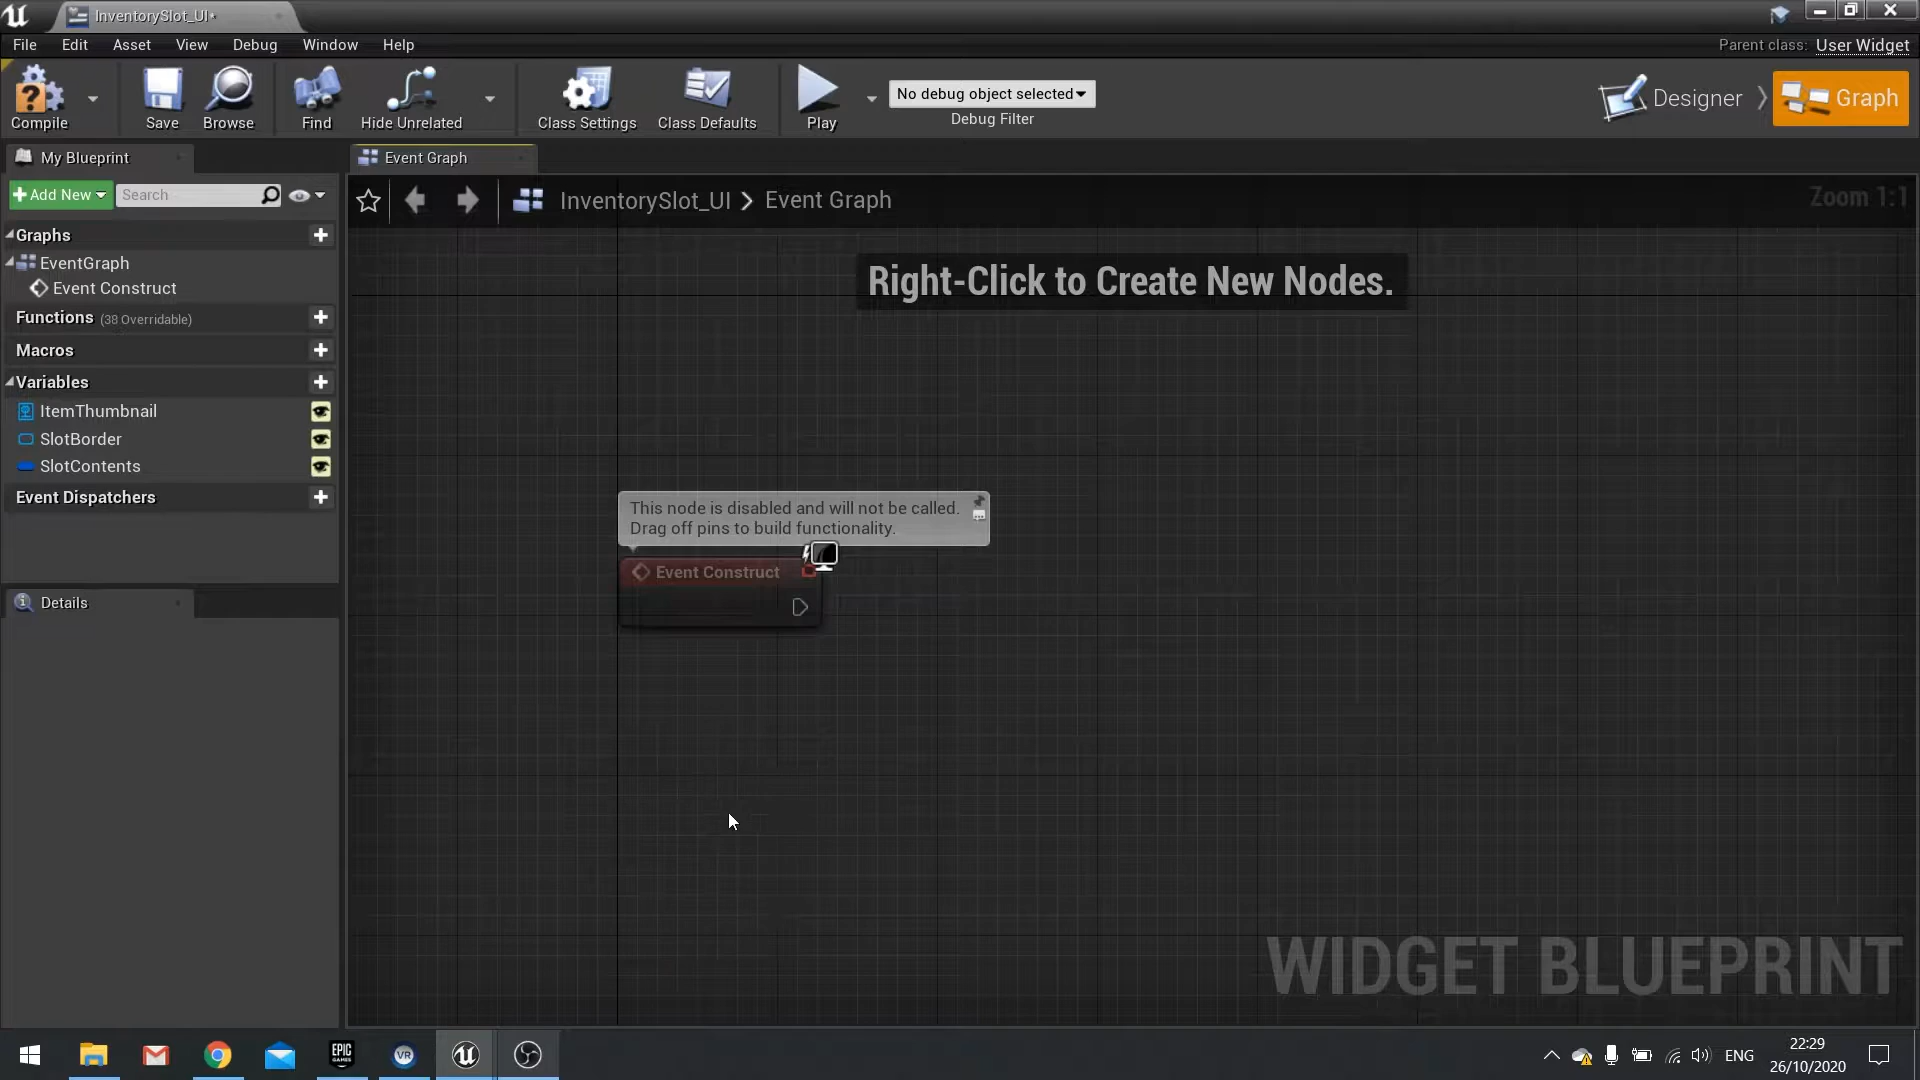 InventorySlot_UI*
File Edit Asset View Debug Window Help
Parent class: User Widget
Compile
Save
Browse
Find
Hide Unrelated
Class Settings
Class Defaults
Play
No debug object selected
Debug Filter
Designer
Graph
My Blueprint
Event Graph
Add New
Search
InventorySlot_UI > Event Graph
Zoom 1:1
Graphs
EventGraph
Event Construct
Functions (38 Overridable)
Macros
Variables
ItemThumbnail
SlotBorder
SlotContents
Event Dispatchers
Details
Right-Click to Create New Nodes.
This node is disabled and will not be called.
Drag off pins to build functionality.
Event Construct
WIDGET BLUEPRINT
EPIC
GAMES
VR
ENG
22:29
26/10/2020